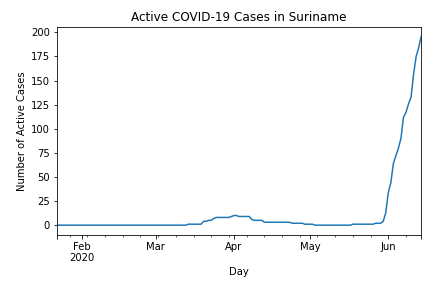 Active COVID-19 Cases in Suriname
Number of Active Cases
200
175
150
125
100
75
50
25
0
Feb
2020
Mar
Apr
May
Jun
Day